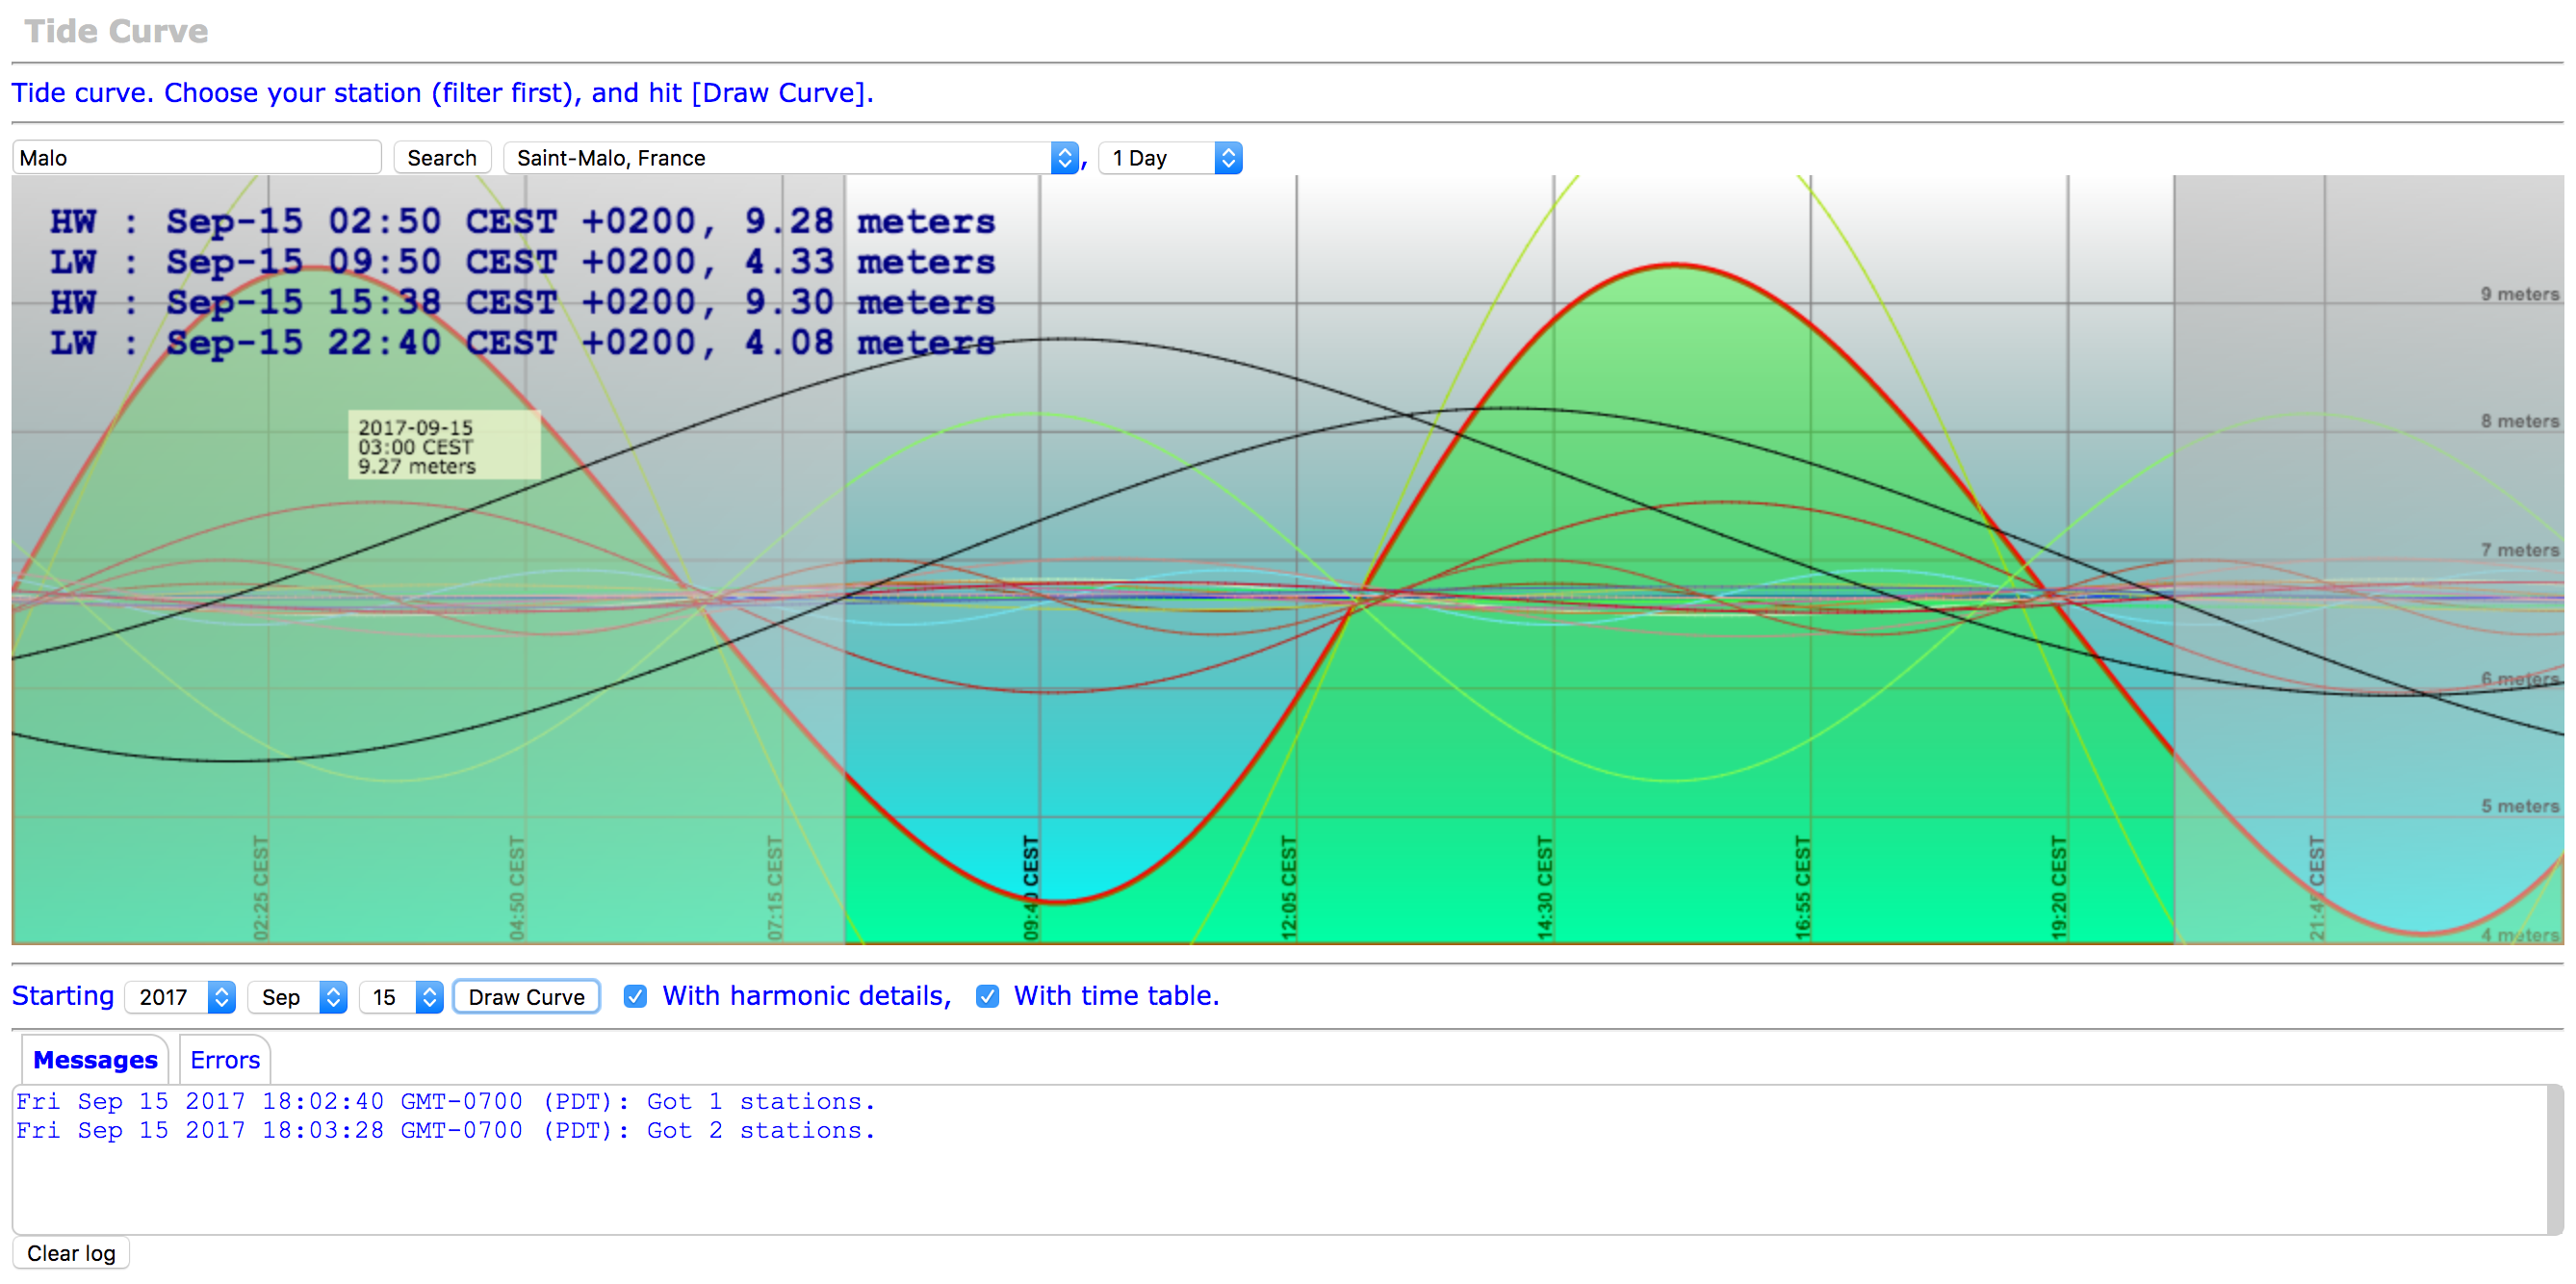 Tide Curve
Tide curve. Choose your station (filter first), and hit [Draw Curve].
Malo Search Saint-Malo, France , 1 Day
HW : Sep-15 02:50 CEST +0200, 9.28 meters
LW : Sep-15 09:50 CEST +0200, 4.33 meters
HW : Sep-15 15:38 CEST +0200, 9.30 meters
LW : Sep-15 22:40 CEST +0200, 4.08 meters
9 meters
2017-09-15
03:00 CEST
9.27 meters
8 meters
7 meters
6 meters
5 meters
4 meters
02:25 CEST
04:50 CEST
07:15 CEST
09:40 CEST
12:05 CEST
14:30 CEST
16:55 CEST
19:20 CEST
21:45 CEST
Starting 2017 Sep 15 Draw Curve With harmonic details, With time table.
Messages Errors
Fri Sep 15 2017 18:02:40 GMT-0700 (PDT): Got 1 stations.
Fri Sep 15 2017 18:03:28 GMT-0700 (PDT): Got 2 stations.
Clear log